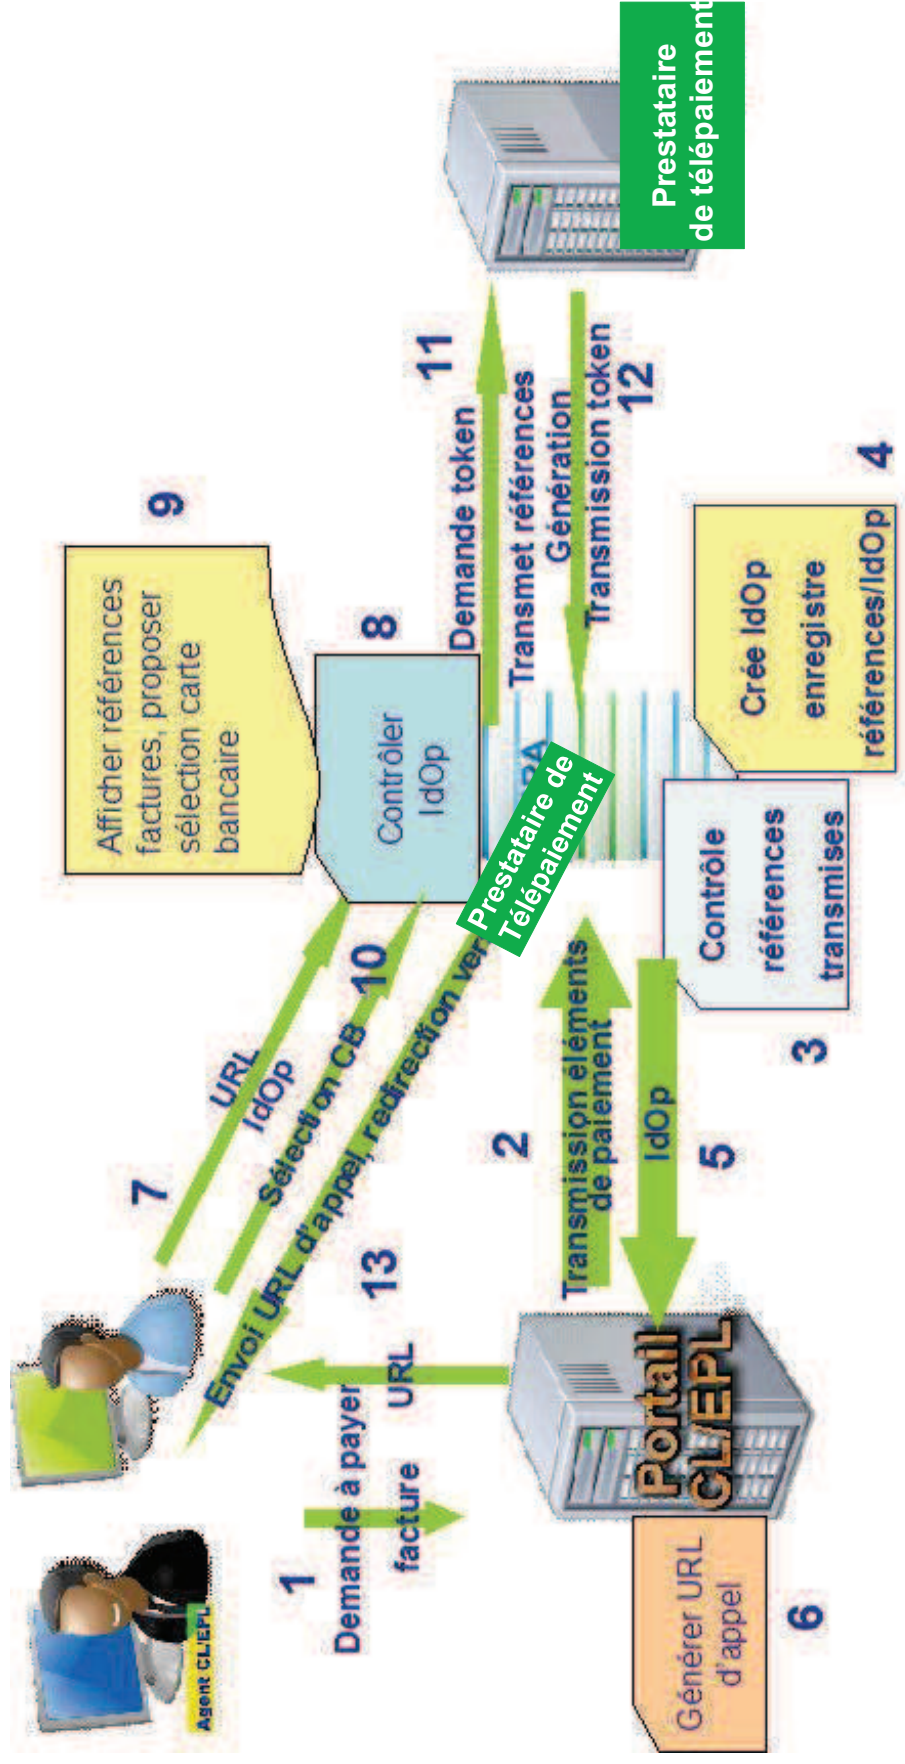 Agent CL/EPL
1
Demande à payer
facture
URL
7
URL
IdOp
Sélection CB
10
Envoi URL d'appel, redirection ver
13
9
Afficher références
factures, proposer
sélection carte
bancaire
8
Contrôler
IdOp
11
Demande token
Transmet références
Génération
Transmission token
12
Prestataire
de télépaiement
Prestataire de
Télépaiement
2
Transmission éléments
de paiement
IdOp
5
Portail
CL/EPL
6
Générer URL
d'appel
3
Contrôle
références
transmises
4
Crée IdOp
enregistre
références/IdOp